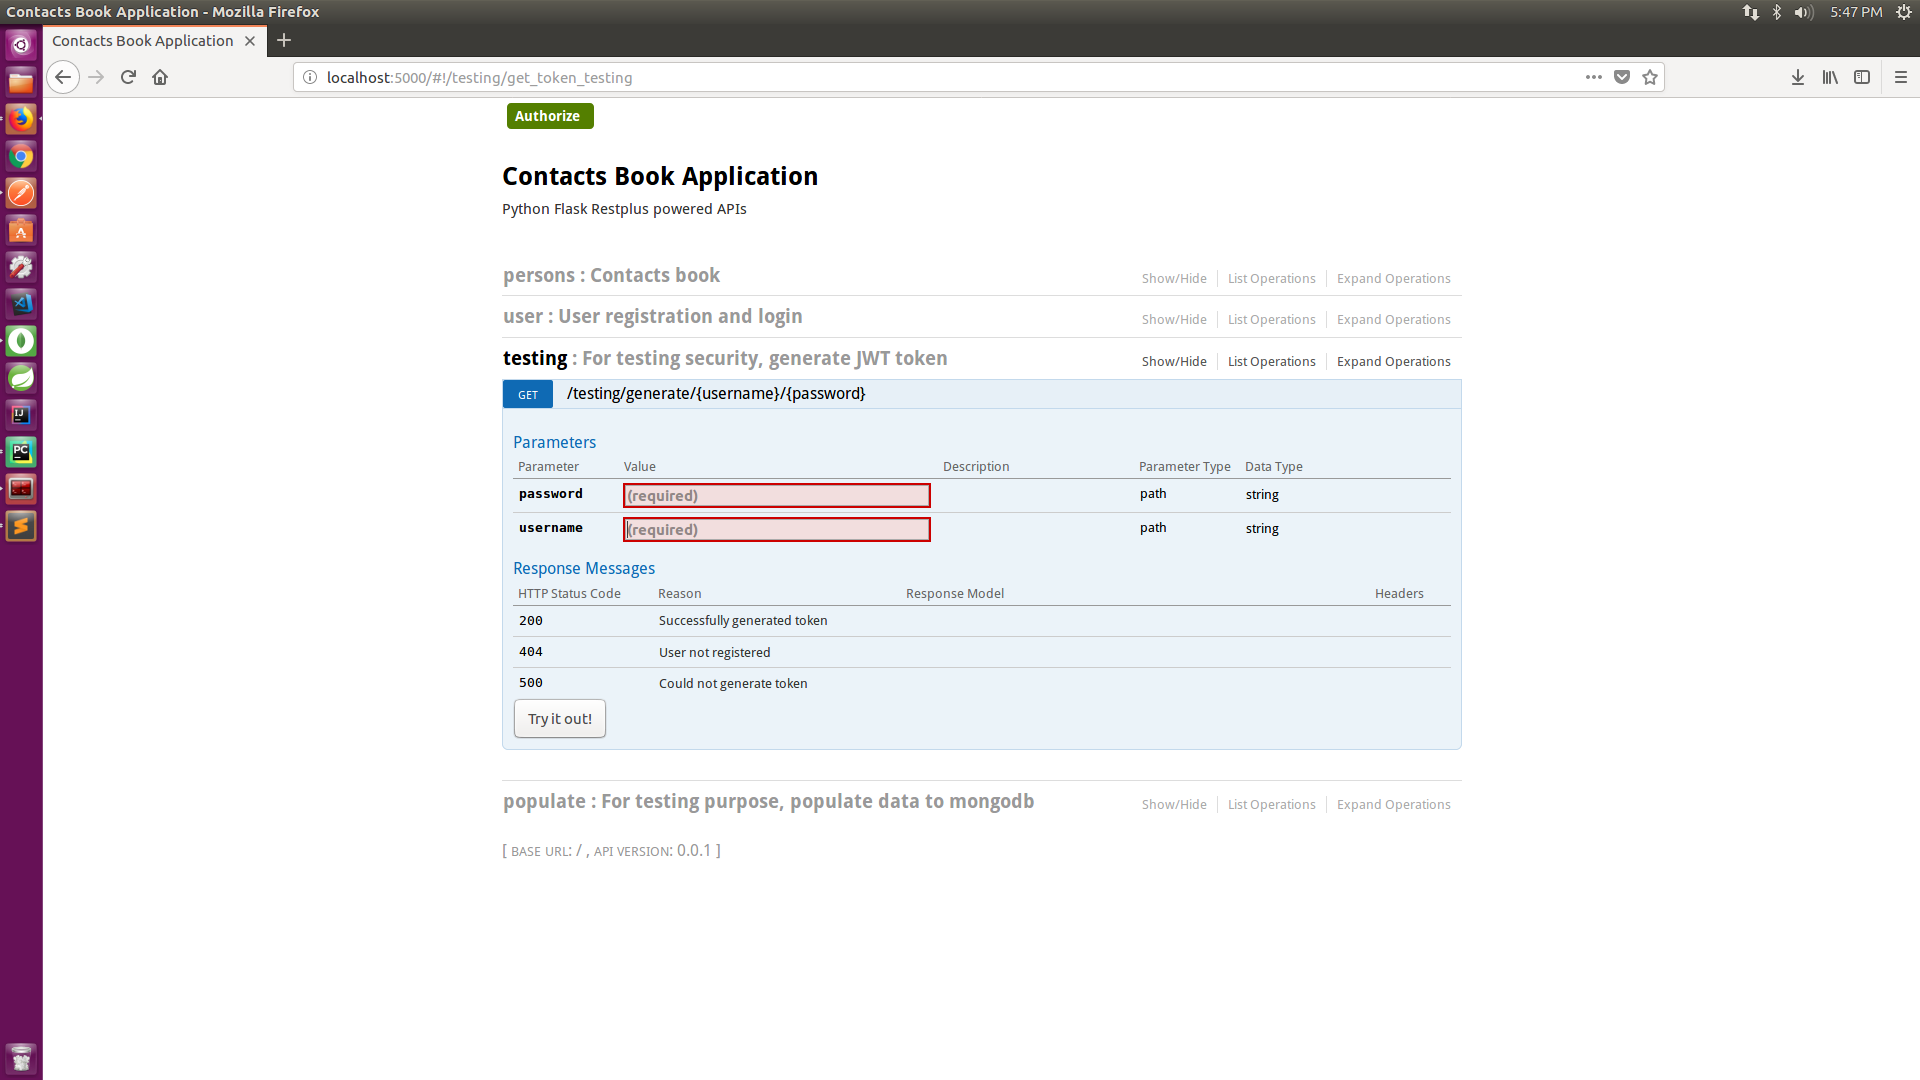 Contacts Book Application - Mozilla Firefox
5:47 PM
Contacts Book Application
localhost:5000/#!/testing/get_token_testing
Authorize
Contacts Book Application
Python Flask Restplus powered APIs
persons : Contacts book Show/Hide List Operations Expand Operations
user : User registration and login Show/Hide List Operations Expand Operations
testing : For testing security, generate JWT token Show/Hide List Operations Expand Operations
GET /testing/generate/{username}/{password}
Parameters
Parameter Value Description Parameter Type Data Type
password (required) path string
username (required) path string
Response Messages
HTTP Status Code Reason Response Model Headers
200 Successfully generated token
404 User not registered
500 Could not generate token
Try it out!
populate : For testing purpose, populate data to mongodb Show/Hide List Operations Expand Operations
[ BASE URL: / , API VERSION: 0.0.1 ]
IJ
PC